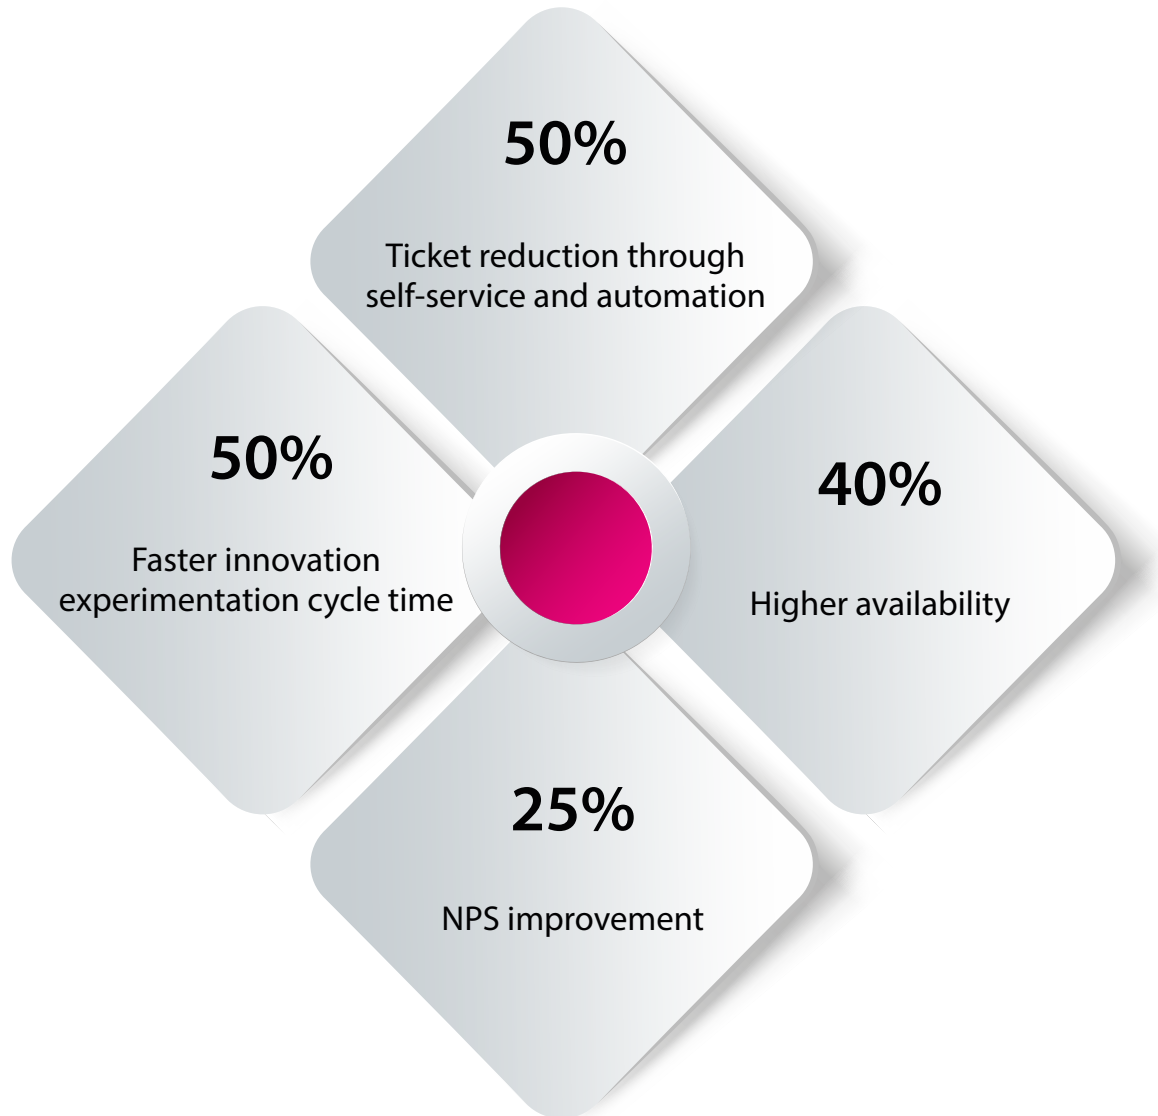 50%
Ticket reduction through
self-service and automation
50%
Faster innovation
experimentation cycle time
40%
Higher availability
25%
NPS improvement